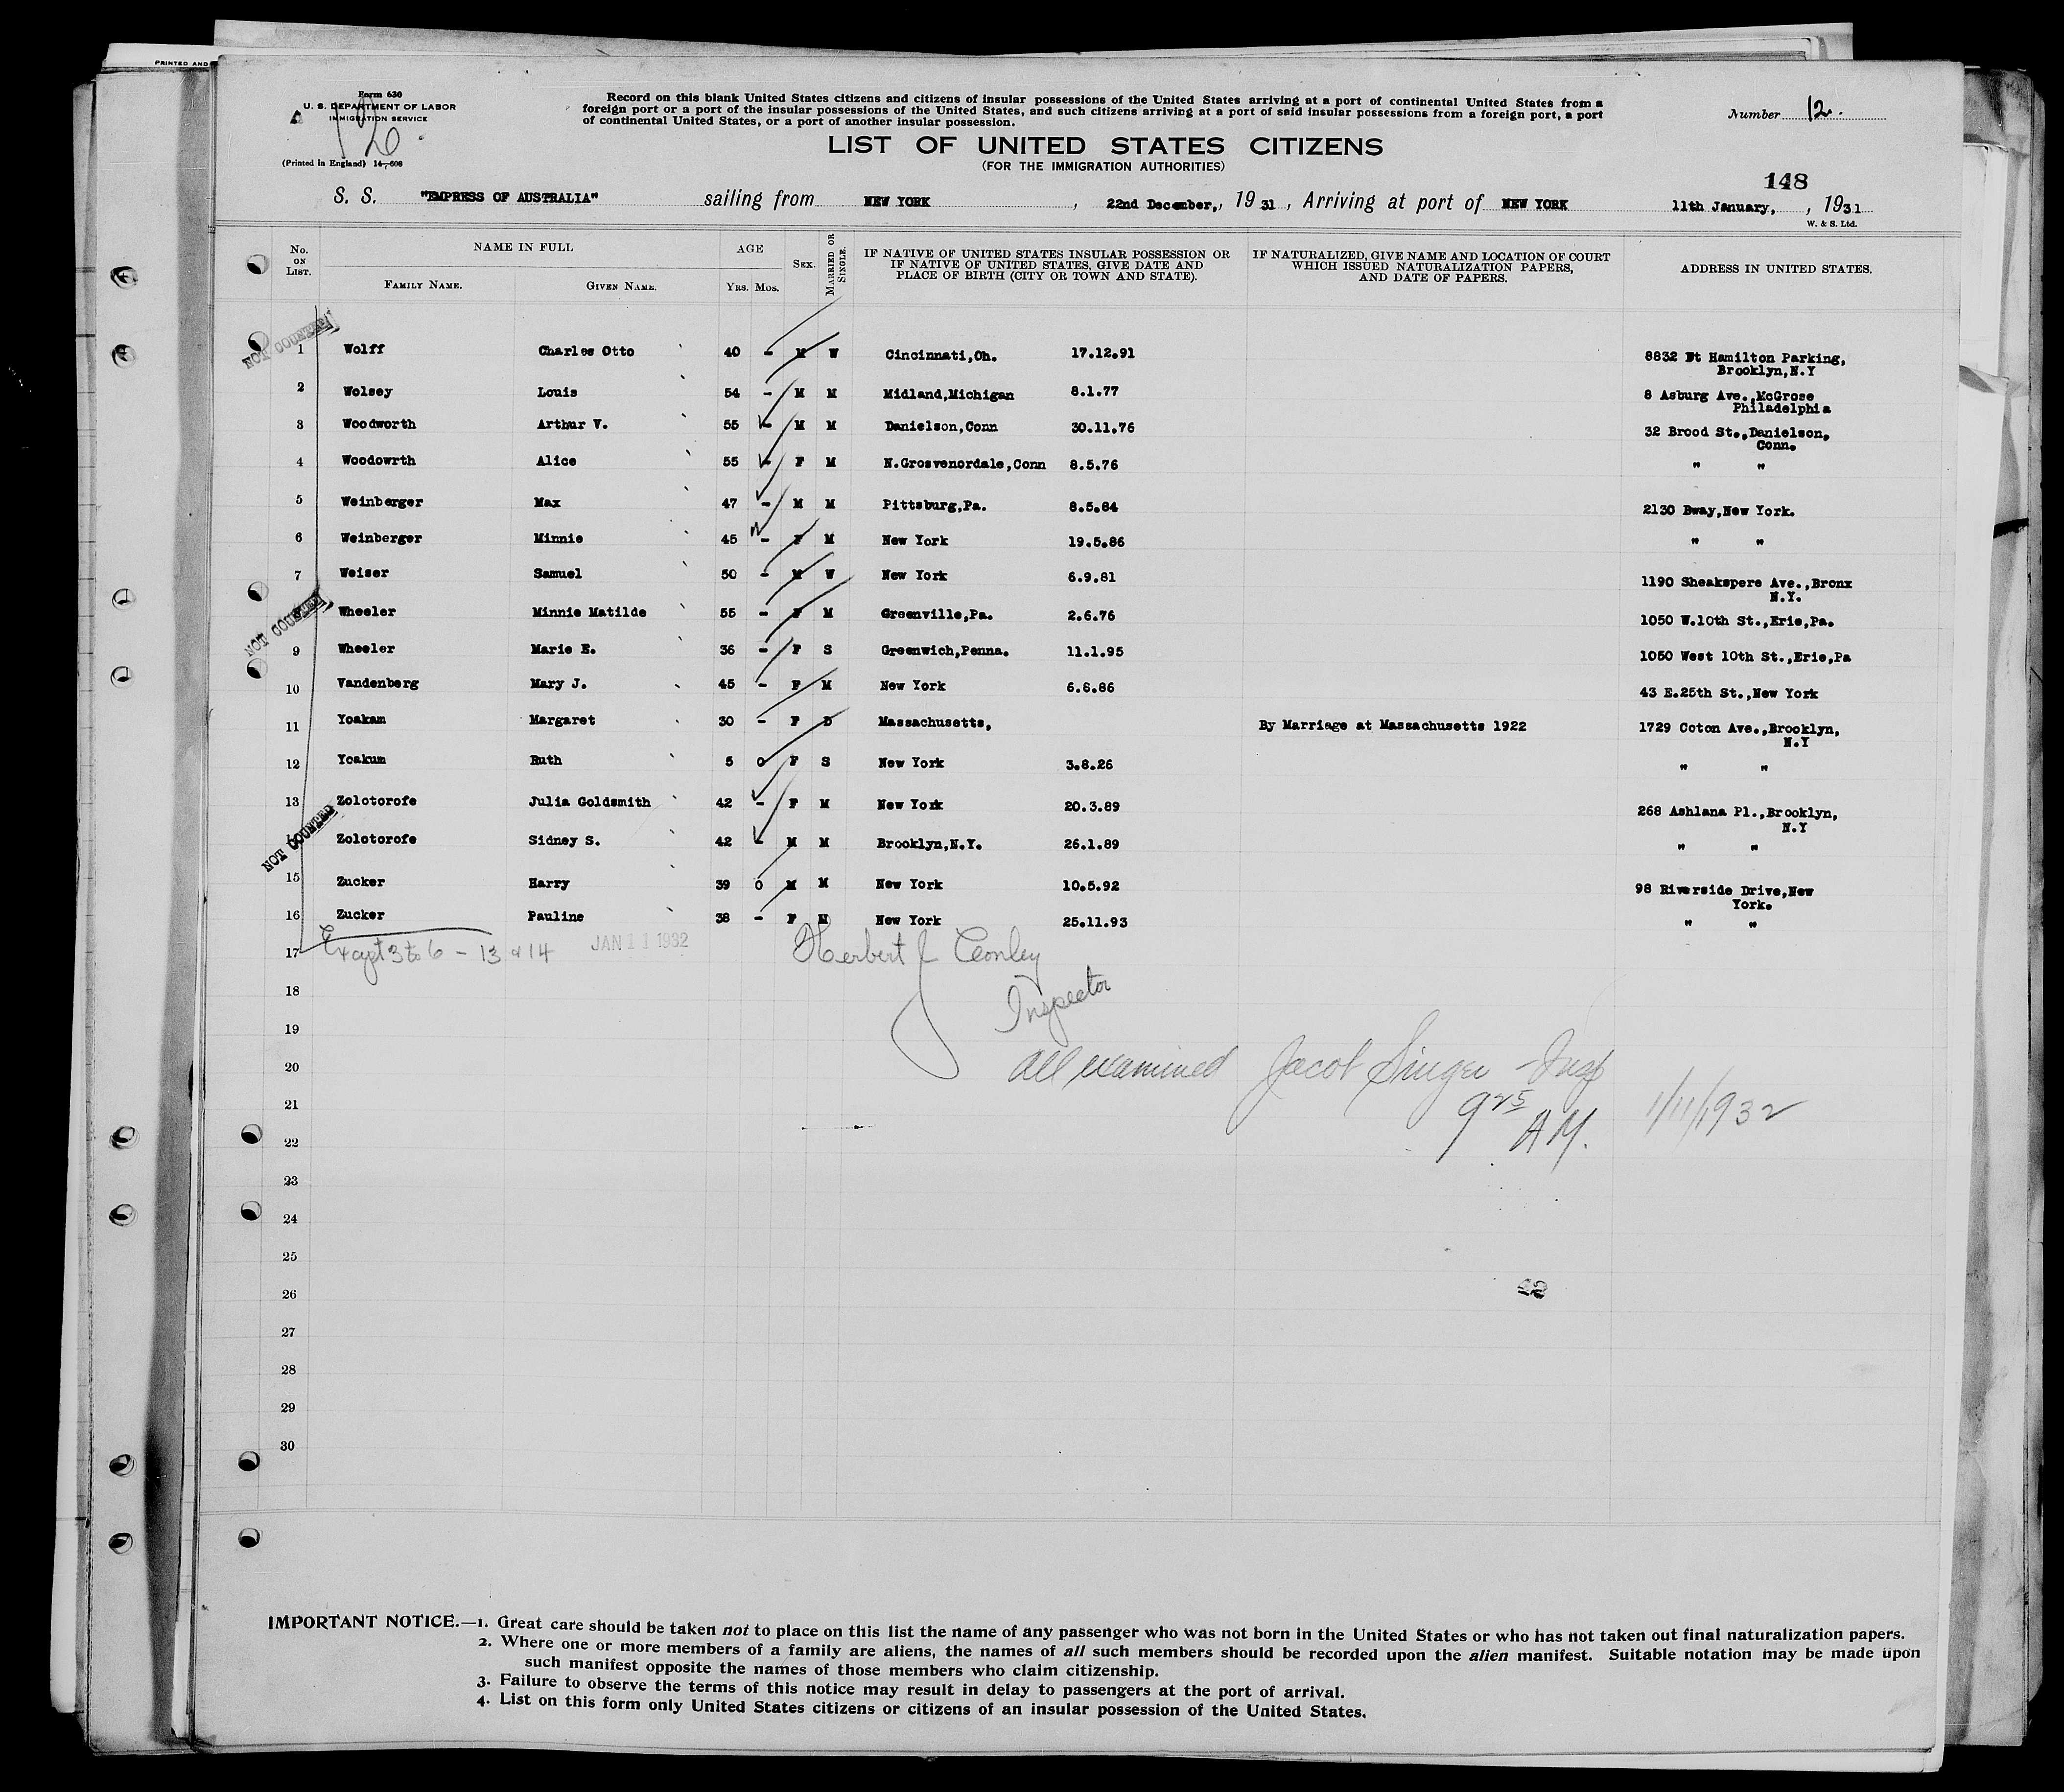 PRINTED AND
Form 630
U. S. DEPARTMENT OF LABOR
IMMIGRATION SERVICE
(Printed in England) 14-608
Record on this blank United States citizens and citizens of insular possessions of the United States arriving at a port of continental United States from a
foreign port or a port of the insular possessions of the United States, and such citizens arriving at a port of said insular possessions from a foreign port, a port
of continental United States, or a port of another insular possession.
Number 12.
LIST OF UNITED STATES CITIZENS
(FOR THE IMMIGRATION AUTHORITIES)
148
S. S. "EMPRESS OF AUSTRALIA" sailing from NEW YORK, 22nd December,, 1931, Arriving at port of NEW YORK 11th January, , 1931
W. & S. Ltd.
No. ON LIST. NAME IN FULL AGE SEX. MARRIED OR SINGLE. IF NATIVE OF UNITED STATES INSULAR POSSESSION OR IF NATIVE OF UNITED STATES, GIVE DATE AND PLACE OF BIRTH (CITY OR TOWN AND STATE). IF NATURALIZED, GIVE NAME AND LOCATION OF COURT WHICH ISSUED NATURALIZATION PAPERS, AND DATE OF PAPERS. ADDRESS IN UNITED STATES.
FAMILY NAME. GIVEN NAME. YRS. MOS.
NOT COUNTED
1 Wolff Charles Otto 40 - M W Cincinnati,Oh. 17.12.91 8832 Ft Hamilton Parking,
Brooklyn,N.Y
2 Wolsey Louis 54 - M M Midland,Michigan 8.1.77 8 Asburg Ave.,McGrose
Philadelphia
3 Woodworth Arthur V. 55 - M M Danielson,Conn 30.11.76 32 Brood St.,Danielson,
Conn.
4 Woodowrth Alice 55 - F M N.Grosvenordale,Conn 8.5.76 " "
5 Weinberger Max 47 - M M Pittsburg,Pa. 8.5.84 2130 Bway,New York.
6 Weinberger Minnie 45 - F M New York 19.5.86 " "
7 Weiser Samuel 50 - M W New York 6.9.81 1190 Sheakspere Ave.,Bronx
N.Y.
NOT COUNTED
Wheeler Minnie Matilde 55 - F M Greenville,Pa. 2.6.76 1050 W.10th St.,Erie,Pa.
9 Wheeler Marie E. 36 - F S Greenwich,Penna. 11.1.95 1050 West 10th St.,Erie,Pa
10 Vandenberg Mary J. 45 - F M New York 6.6.86 43 E.25th St.,New York
11 Yoakam Margaret 30 - F D Massachusetts, By Marriage at Massachusetts 1922 1729 Coton Ave.,Brooklyn,
N.Y
12 Yoakum Ruth 5 0 F S New York 3.8.26 " "
13 Zolotorofe Julia Goldsmith 42 - F M New York 20.3.89 268 Ashlana Pl.,Brooklyn,
N.Y
NOT COUNTED
Zolotorofe Sidney S. 42 - M M Brooklyn,N.Y. 26.1.89 " "
15 Zucker Harry 39 0 M M New York 10.5.92 98 Riverside Drive,New
York.
16 Zucker Pauline 38 - F M New York 25.11.93 " "
17 Except 3 to 6 - 13 & 14 JAN 11 1932 Herbert J Conley
18 Inspector
19
20 all examined Jacob Singer - Insp
21 9 25 AM. 1/11/1932
22
23
24
25
26
27
28
29
30
IMPORTANT NOTICE.—1. Great care should be taken not to place on this list the name of any passenger who was not born in the United States or who has not taken out final naturalization papers.
2. Where one or more members of a family are aliens, the names of all such members should be recorded upon the alien manifest. Suitable notation may be made upon
such manifest opposite the names of those members who claim citizenship.
3. Failure to observe the terms of this notice may result in delay to passengers at the port of arrival.
4. List on this form only United States citizens or citizens of an insular possession of the United States.